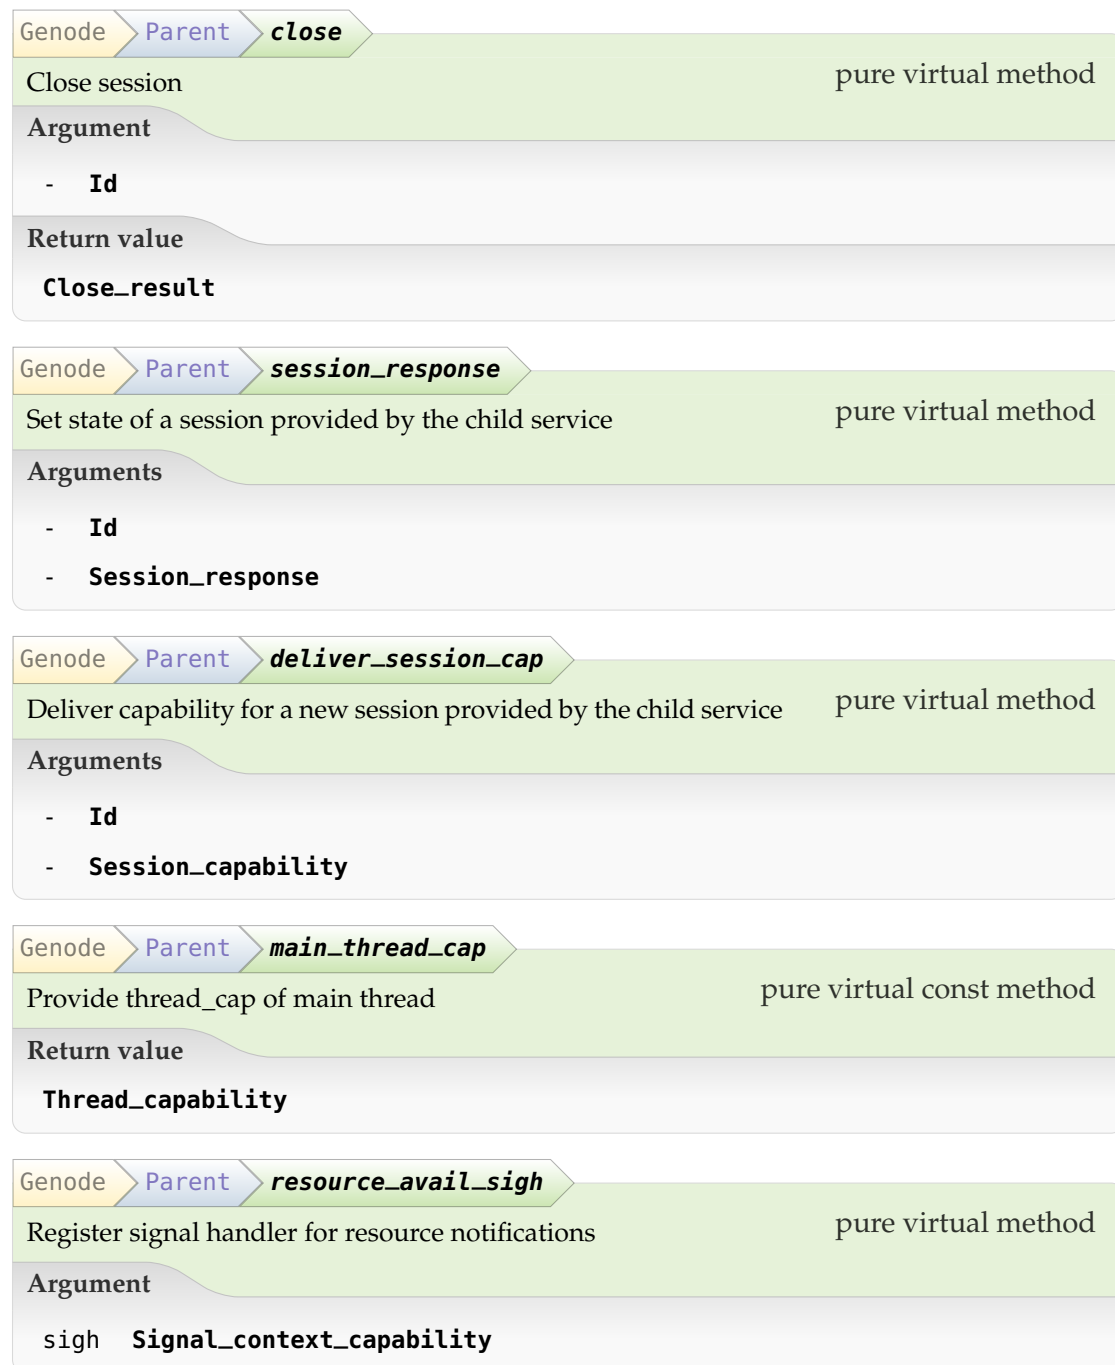 Genode Parent close
Close session pure virtual method
Argument
- Id
Return value
Close_result
Genode Parent session_response
Set state of a session provided by the child service pure virtual method
Arguments
- Id
- Session_response
Genode Parent deliver_session_cap
Deliver capability for a new session provided by the child service pure virtual method
Arguments
- Id
- Session_capability
Genode Parent main_thread_cap
Provide thread_cap of main thread pure virtual const method
Return value
Thread_capability
Genode Parent resource_avail_sigh
Register signal handler for resource notifications pure virtual method
Argument
sigh Signal_context_capability